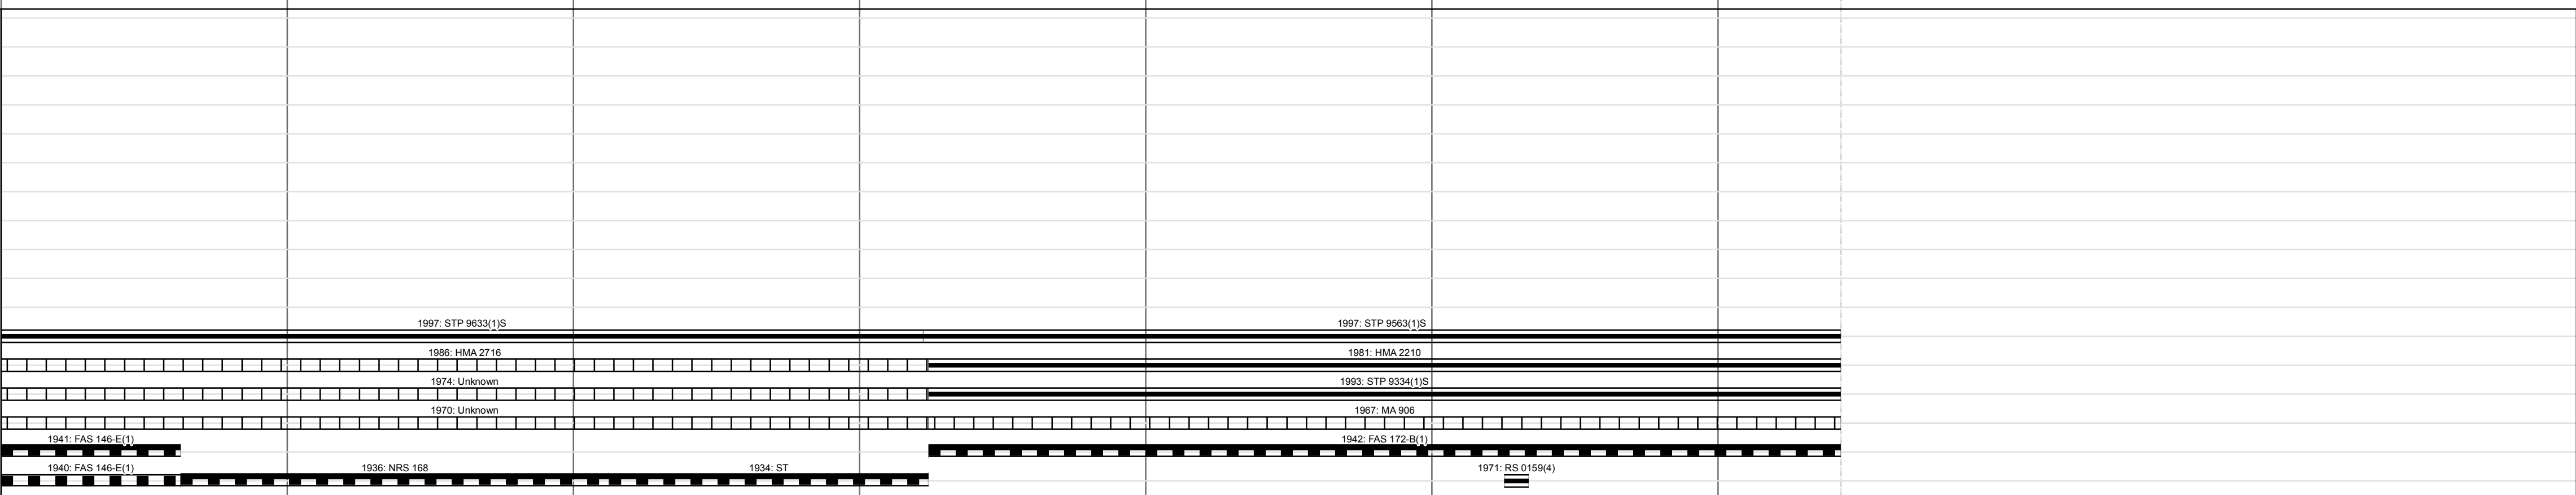 1997: STP 9633(1)S 1997: STP 9563(1)S
1986: HMA 2716 1981: HMA 2210
1974: Unknown 1993: STP 9334(1)S
1970: Unknown 1967: MA 906
1941: FAS 146-E(1) 1942: FAS 172-B(1)
1940: FAS 146-E(1) 1936: NRS 168 1934: ST 1971: RS 0159(4)